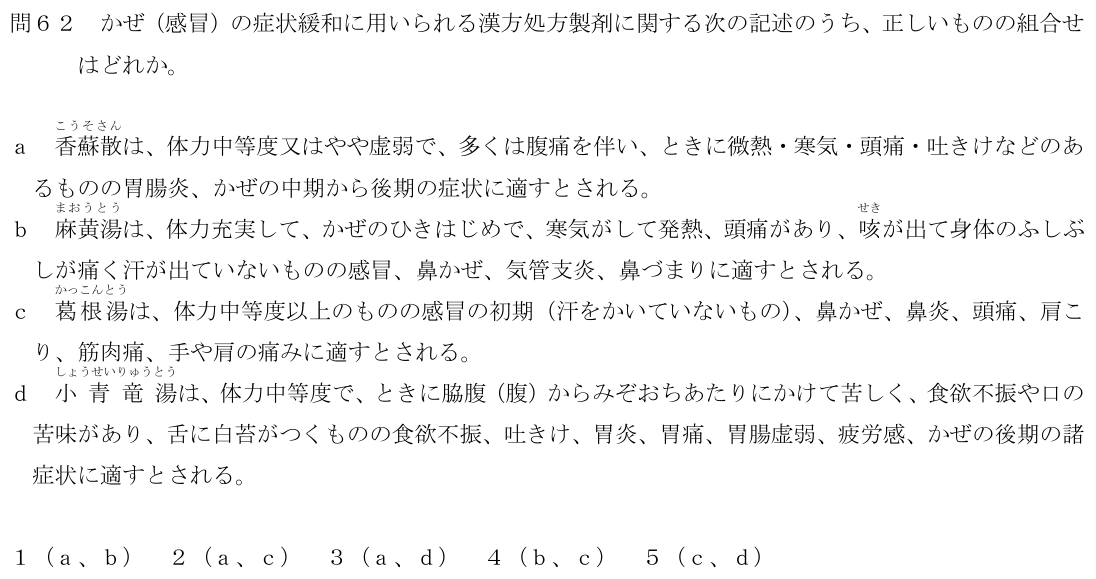 問６２　かぜ（感冒）の症状緩和に用いられる漢方処方製剤に関する次の記述のうち、正しいものの組合せ
はどれか。
こうそさん
ａ　香蘇散は、体力中等度又はやや虚弱で、多くは腹痛を伴い、ときに微熱・寒気・頭痛・吐きけなどのあ
るものの胃腸炎、かぜの中期から後期の症状に適すとされる。
まおうとう　せき
ｂ　麻黄湯は、体力充実して、かぜのひきはじめで、寒気がして発熱、頭痛があり、咳が出て身体のふしぶ
しが痛く汗が出ていないものの感冒、鼻かぜ、気管支炎、鼻づまりに適すとされる。
かっこんとう
ｃ　葛根湯は、体力中等度以上のものの感冒の初期（汗をかいていないもの）、鼻かぜ、鼻炎、頭痛、肩こ
り、筋肉痛、手や肩の痛みに適すとされる。
しょうせいりゅうとう
ｄ　小青竜湯は、体力中等度で、ときに脇腹（腹）からみぞおちあたりにかけて苦しく、食欲不振や口の
苦味があり、舌に白苔がつくものの食欲不振、吐きけ、胃炎、胃痛、胃腸虚弱、疲労感、かぜの後期の諸
症状に適すとされる。
１（ａ、ｂ）　２（ａ、ｃ）　３（ａ、ｄ）　４（ｂ、ｃ）　５（ｃ、ｄ）